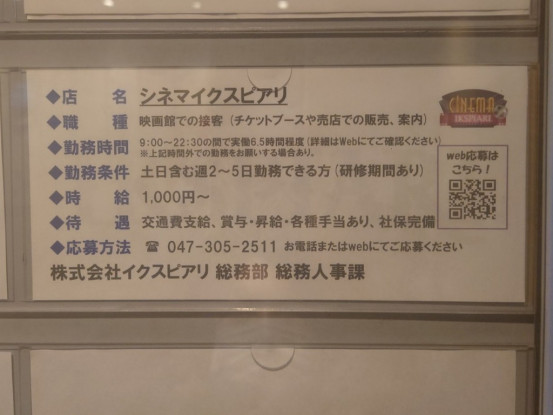 ◆店　名 シネマイクスピアリ
◆職　種 映画館での接客（チケットブースや売店での販売、案内）
◆勤務時間 9:00〜22:30の間で実働6.5時間程度（詳細はWebにてご確認ください）
※上記時間外での勤務をお願いする場合あり。
◆勤務条件 土日含む週2〜5日勤務できる方（研修期間あり）
◆時　給 1,000円〜
◆待　遇 交通費支給、賞与・昇給・各種手当あり、社保完備
◆応募方法 ☎ 047-305-2511 お電話またはwebにてご応募ください
株式会社イクスピアリ 総務部 総務人事課
CINEMA
IKSPIARI
web応募は
こちら！